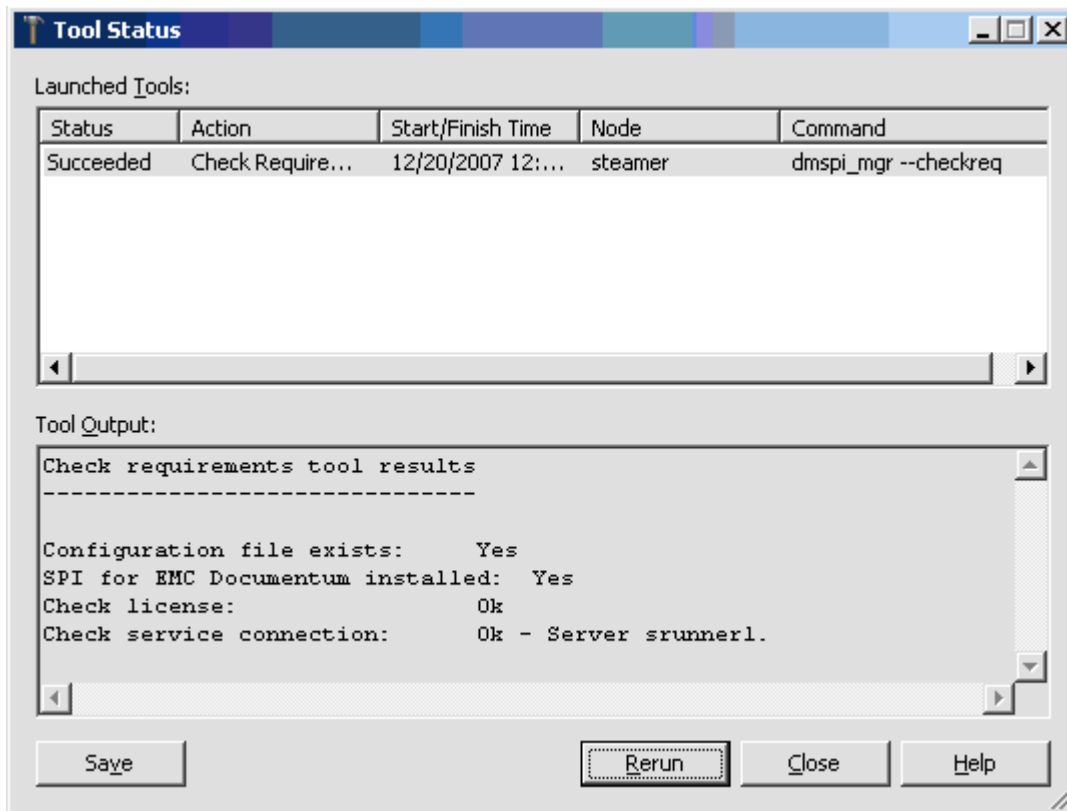 Tool Status
Launched Tools:
Status Action Start/Finish Time Node Command
Succeeded Check Require... 12/20/2007 12:... steamer dmspi_mgr --checkreq
Tool Output:
Check requirements tool results
-------------------------------
Configuration file exists: Yes
SPI for EMC Documentum installed: Yes
Check license: Ok
Check service connection: Ok - Server srunner1.
Save Rerun Close Help